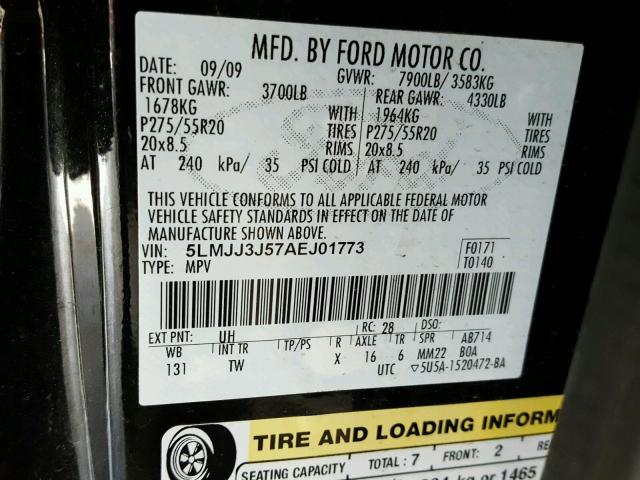 MFD. BY FORD MOTOR CO.
09/09 GVWR: 7900LB/ 3583KG
FRONT GAWR: 3700LB REAR GAWR: 4330LB
1678KG WITH 1964KG WITH
P275/55R20 TIRES P275/55R20 TIRES
20x8.5 RIMS 20x8.5 RIMS
AT 240 kPa/ 35 PSI COLD AT 240 kPa/ 35 PSI COLD
THIS VEHICLE CONFORMS TO ALL APPLICABLE FEDERAL MOTOR
VEHICLE SAFETY STANDARDS IN EFFECT ON THE DATE OF
MANUFACTURE SHOWN ABOVE.
VIN: 5LMJJ3J57AEJ01773 F0171
TYPE: MPV T0140
EXT PNT: UH RC: 28 DSO:
WB INT TR TP/PS R AXLE TR SPR AB714
131 TW X 16 6 MM22 BOA
UTC ▽5U5A-1520472-BA
TIRE AND LOADING INFORM
SEATING CAPACITY TOTAL: 7 FRONT: 2
kg or 1465